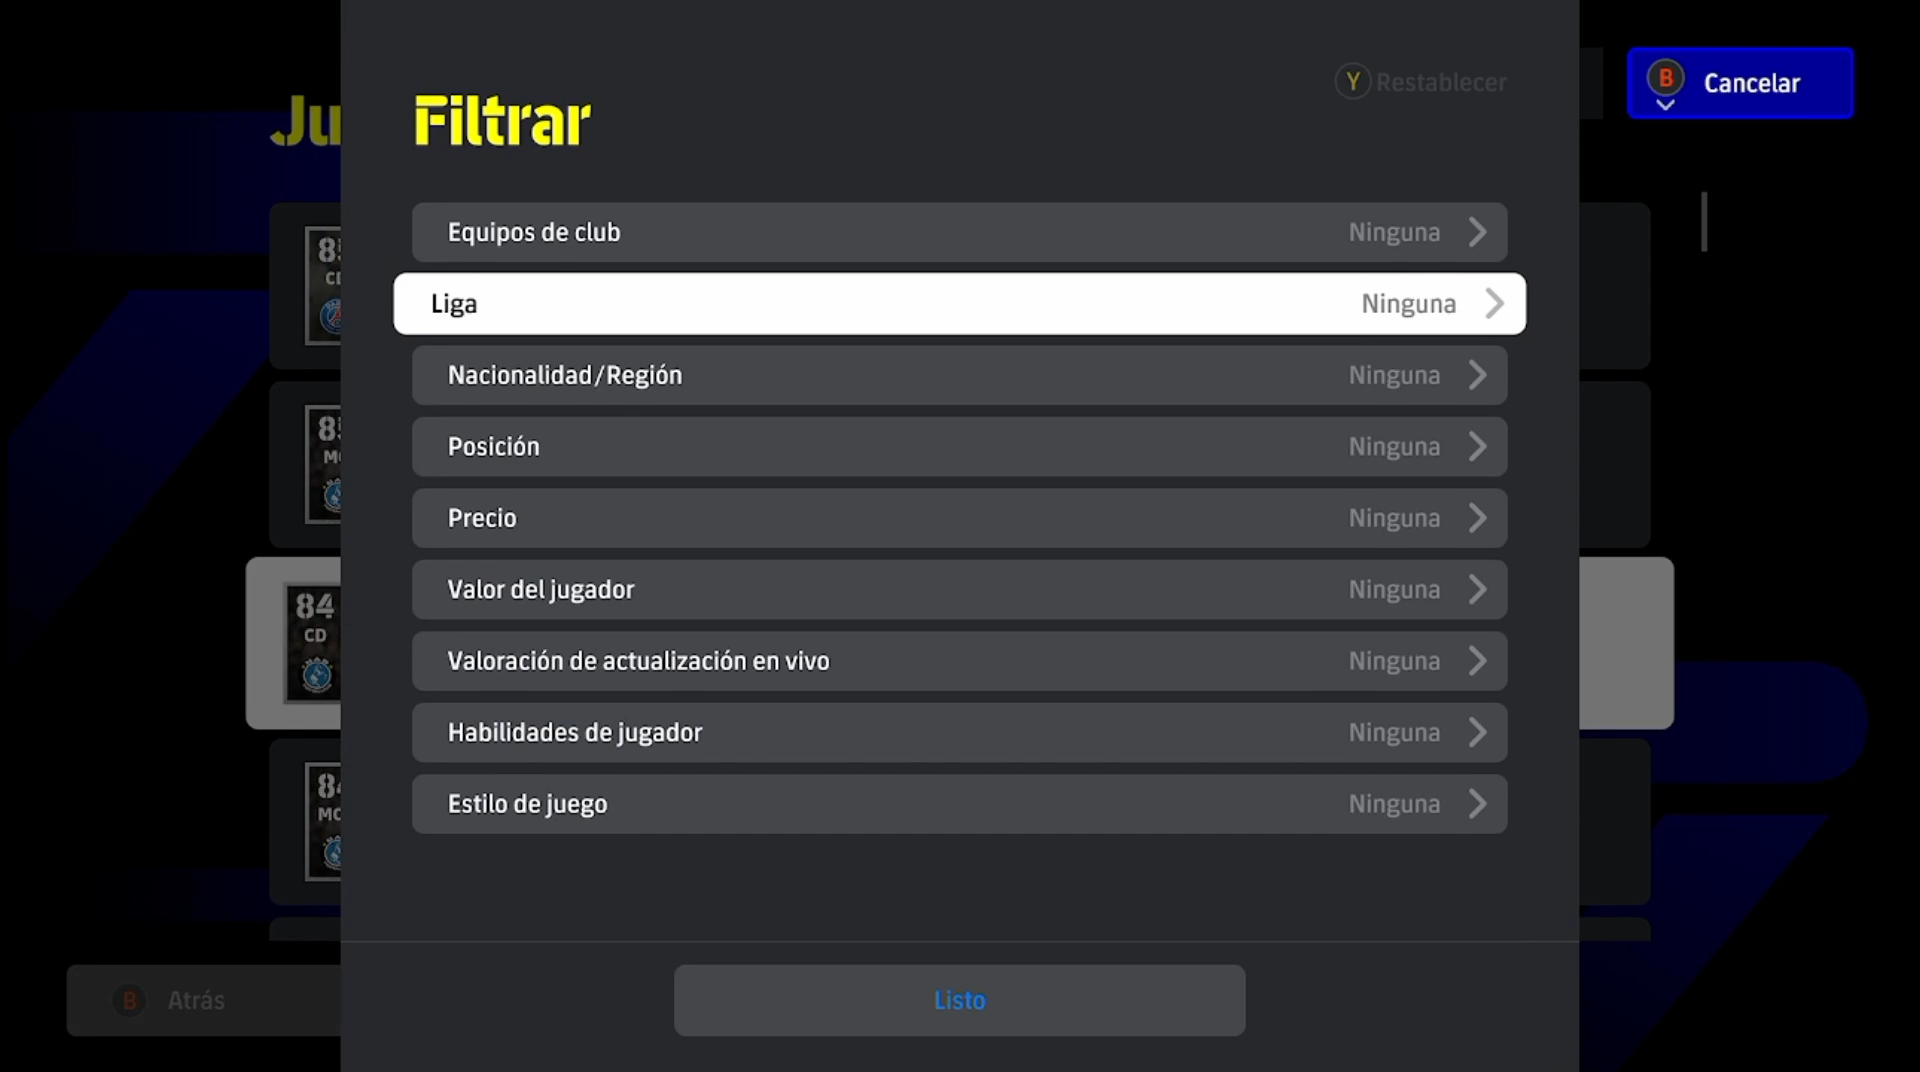 Y Restablecer
B Cancelar
Ju
Filtrar
Equipos de club Ninguna
Liga Ninguna
Nacionalidad/Región Ninguna
Posición Ninguna
Precio Ninguna
Valor del jugador Ninguna
Valoración de actualización en vivo Ninguna
Habilidades de jugador Ninguna
Estilo de juego Ninguna
84
CD
B Atrás
Listo